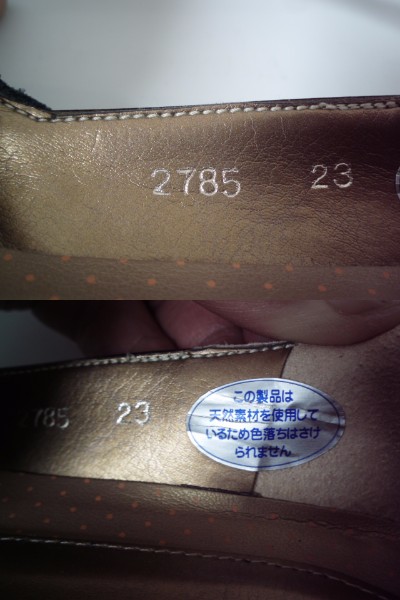 2785 23
785 23
この製品は
天然素材を使用して
いるため色落ちはさけ
られません